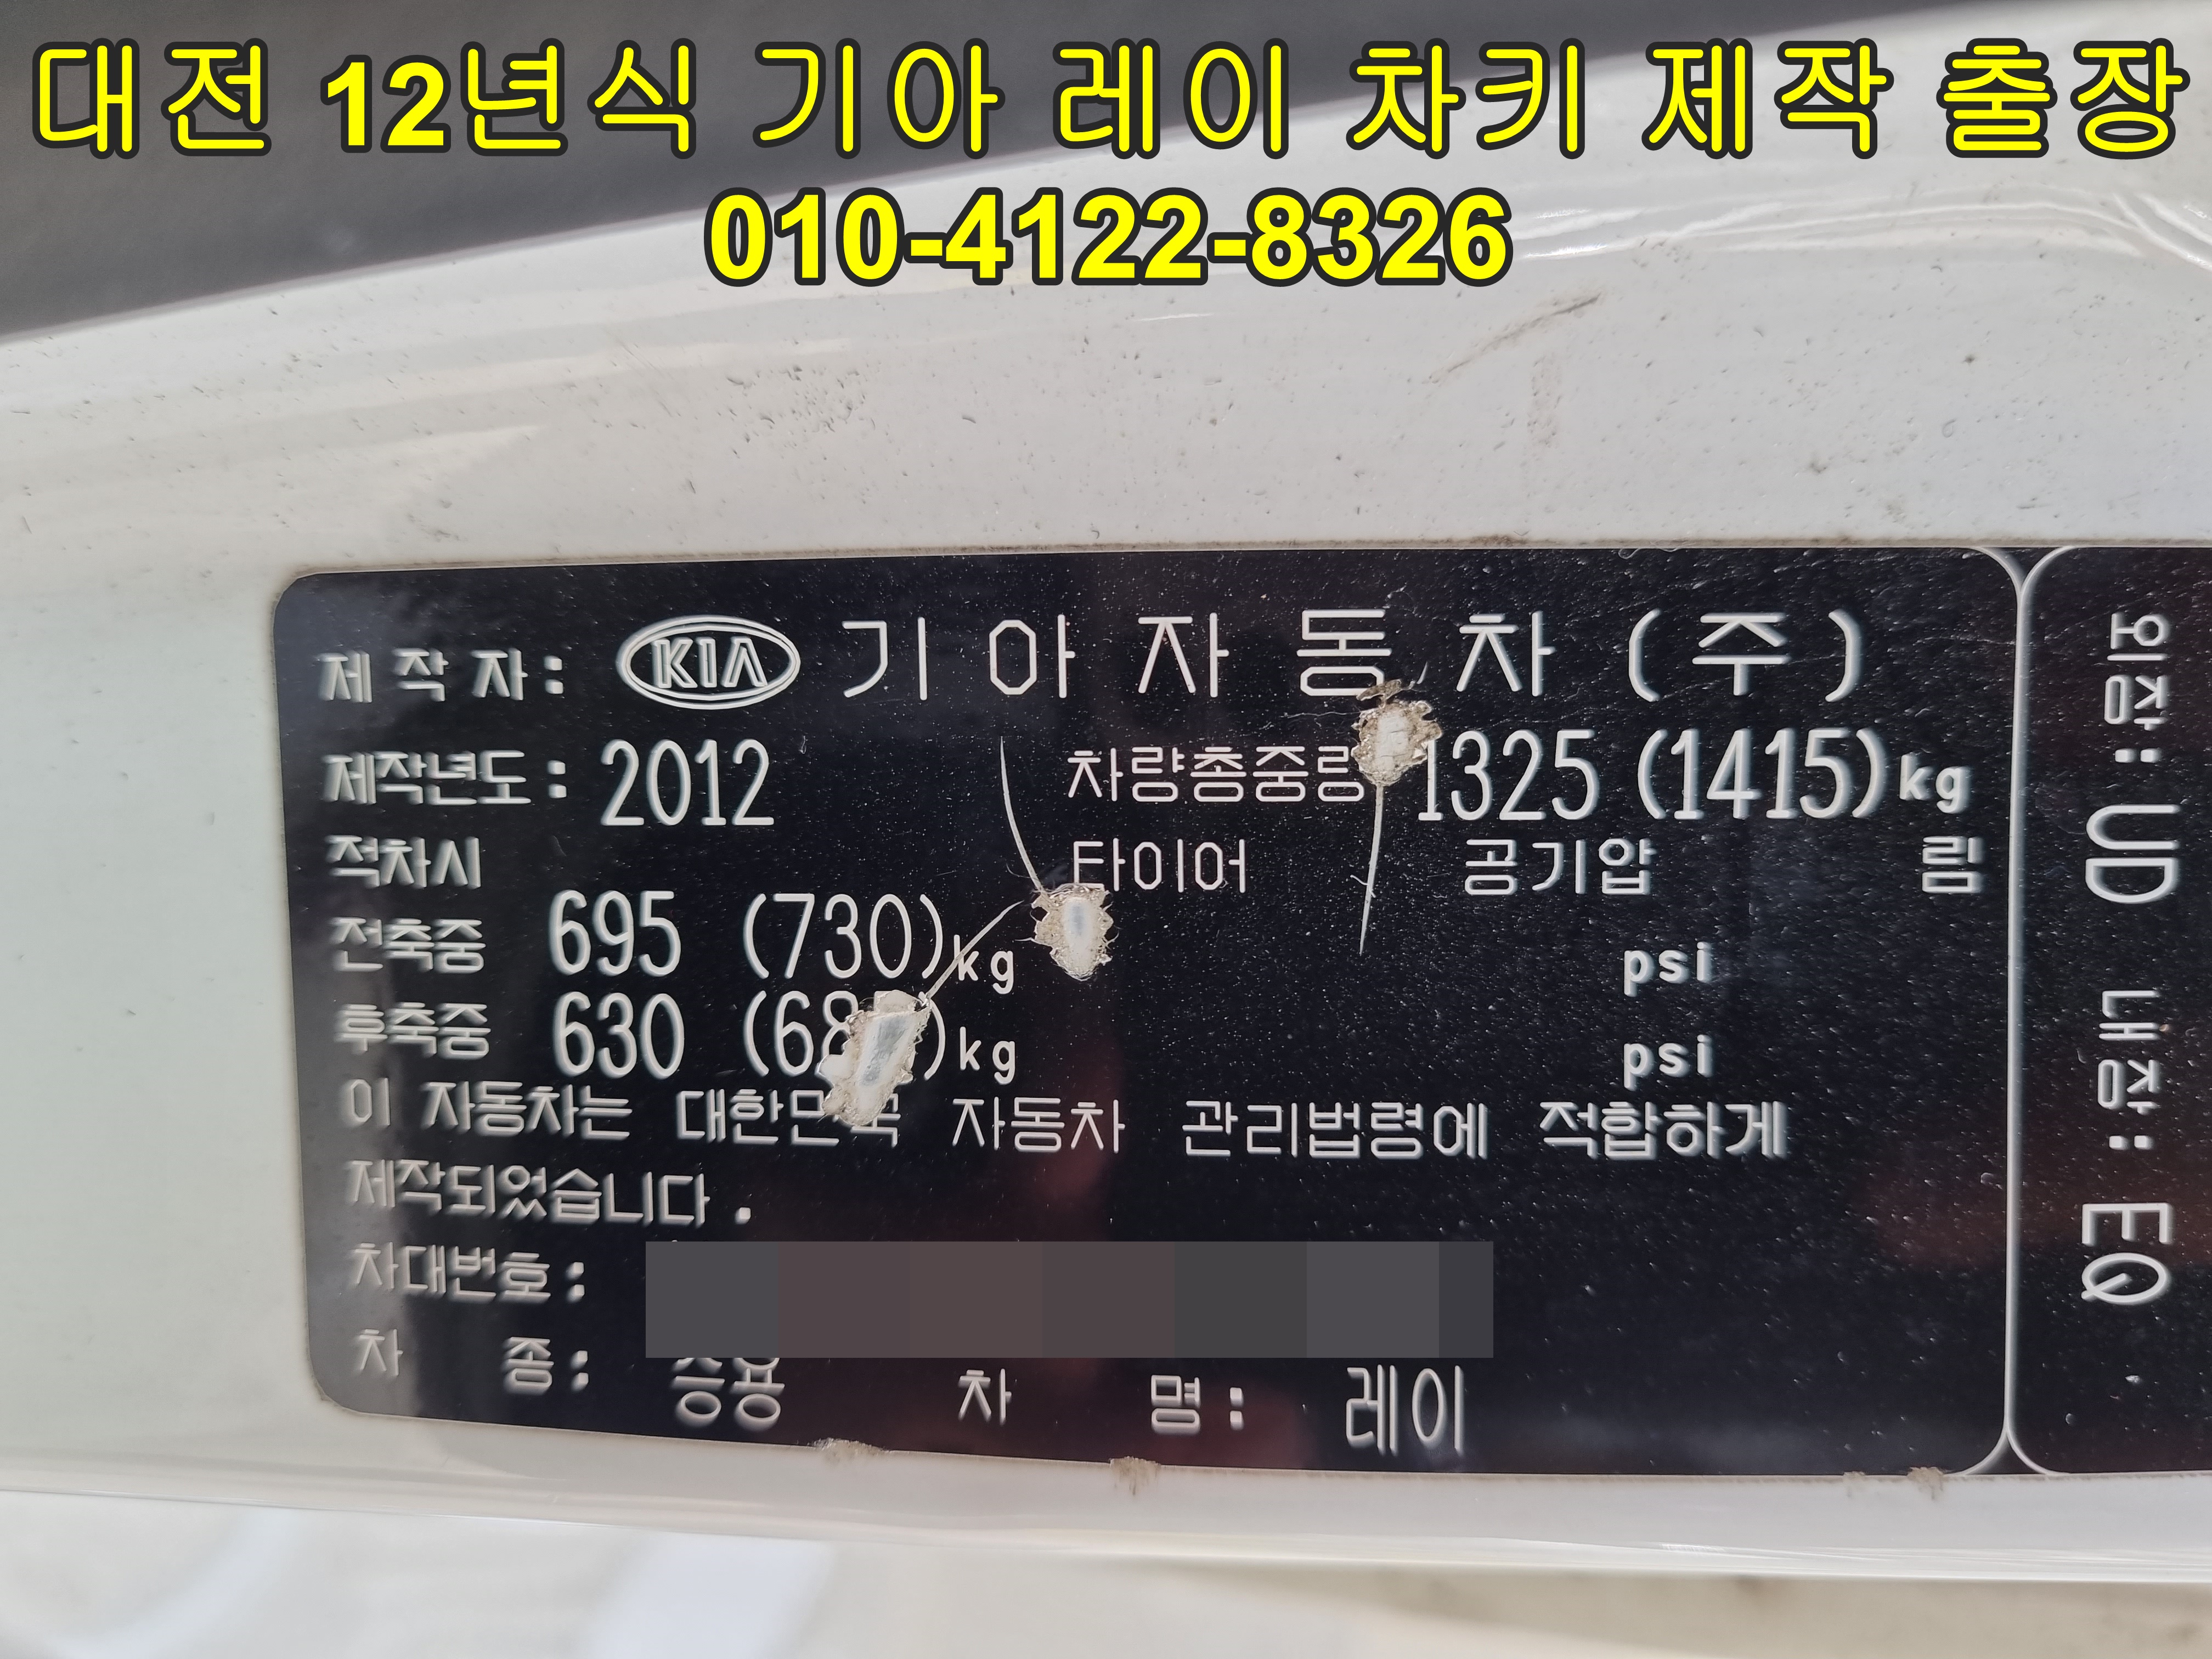 대전 12년식 기아 레이 차키 제작 출장
010-4122-8326
제 작 자 : KIA 기 아 자 동 차 ( 주 )
제작년도 : 2012 차량총중량 1325 (1415) kg
적차시 타이어 공기압 림
전축중 695 (730) kg psi
후축중 630 (68 ) kg psi
이 자동차는 대한민국 자동차 관리법령에 적합하게
제작되었습니다 .
차대번호 :
차 종 : 승용 차 명 : 레이
외장 : UD 내장 : EQ